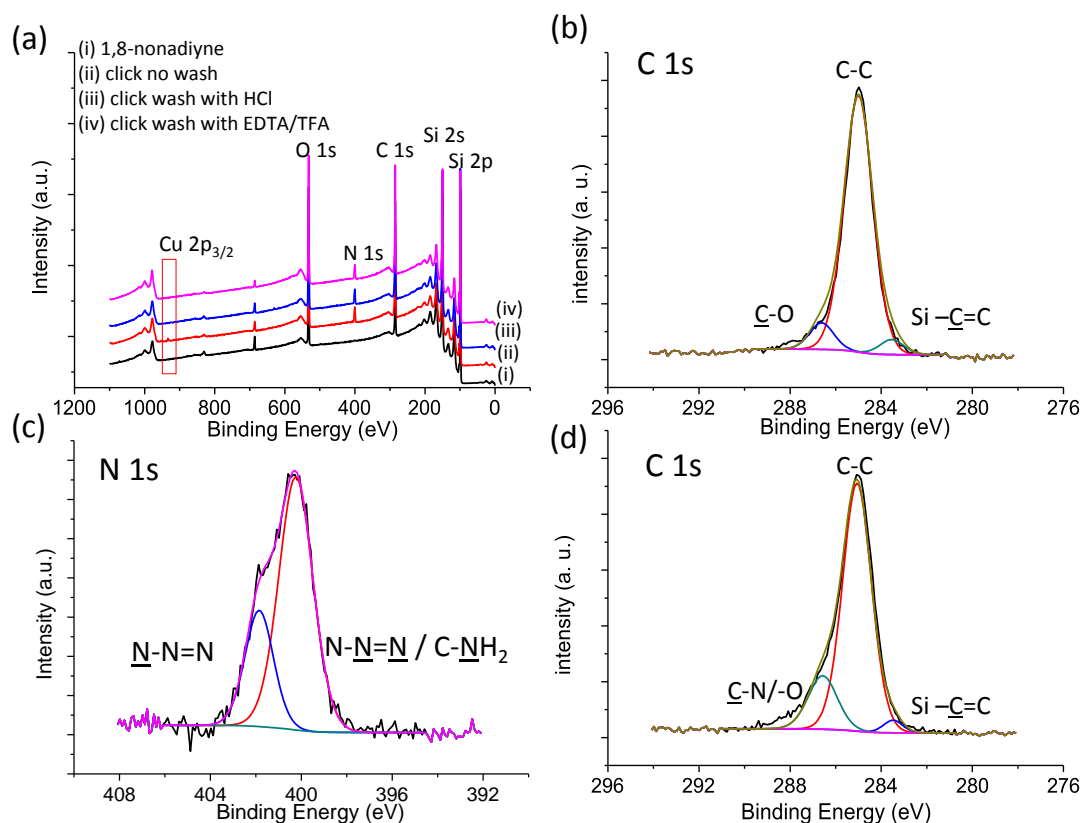 (a)
(i) 1,8-nonadiyne
(ii) click no wash
(iii) click wash with HCl
(iv) click wash with EDTA/TFA
O 1s
C 1s
Si 2s
Si 2p
Cu 2p3/2
N 1s
(iv)
(iii)
(ii)
(i)
Intensity (a.u.)
1200 1000 800 600 400 200 0
Binding Energy (eV)
(b)
C 1s
C-C
C-O
Si –C=C
intensity (a. u.)
296 292 288 284 280 276
Binding Energy (eV)
(c)
N 1s
N-N=N
N-N=N / C-NH2
Intensity (a.u.)
408 404 400 396 392
Binding Energy (eV)
(d)
C 1s
C-C
C-N/-O
Si –C=C
intensity (a. u.)
296 292 288 284 280 276
Binding Energy (eV)